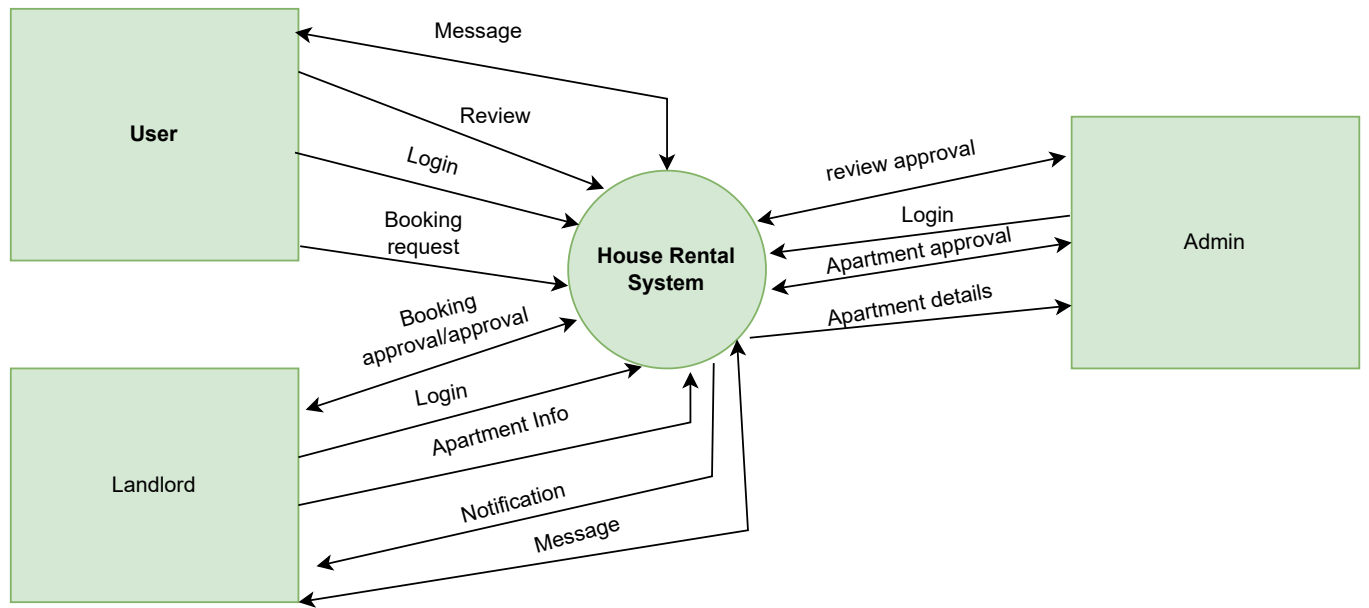 Message
Review
User
Login
Booking
request
review approval
Login
Apartment approval
Apartment details
Admin
House Rental
System
Booking
approval/approval
Login
Apartment Info
Landlord
Notification
Message